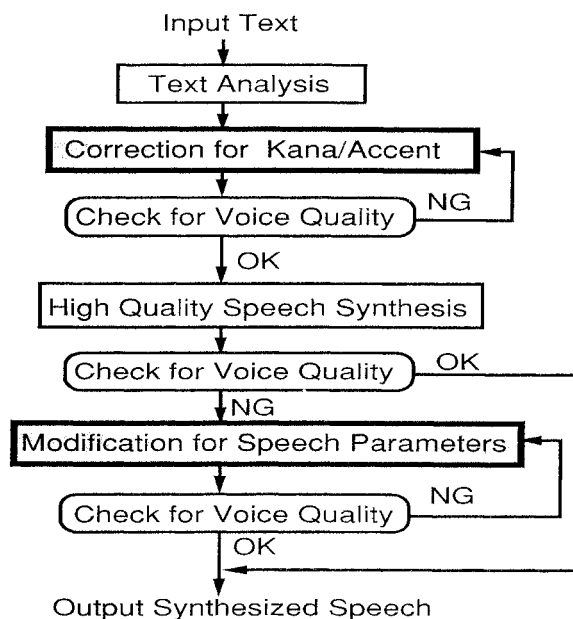 Input Text
Text Analysis
Correction for Kana/Accent
Check for Voice Quality
NG
OK
High Quality Speech Synthesis
Check for Voice Quality
OK
NG
Modification for Speech Parameters
NG
Check for Voice Quality
OK
Output Synthesized Speech